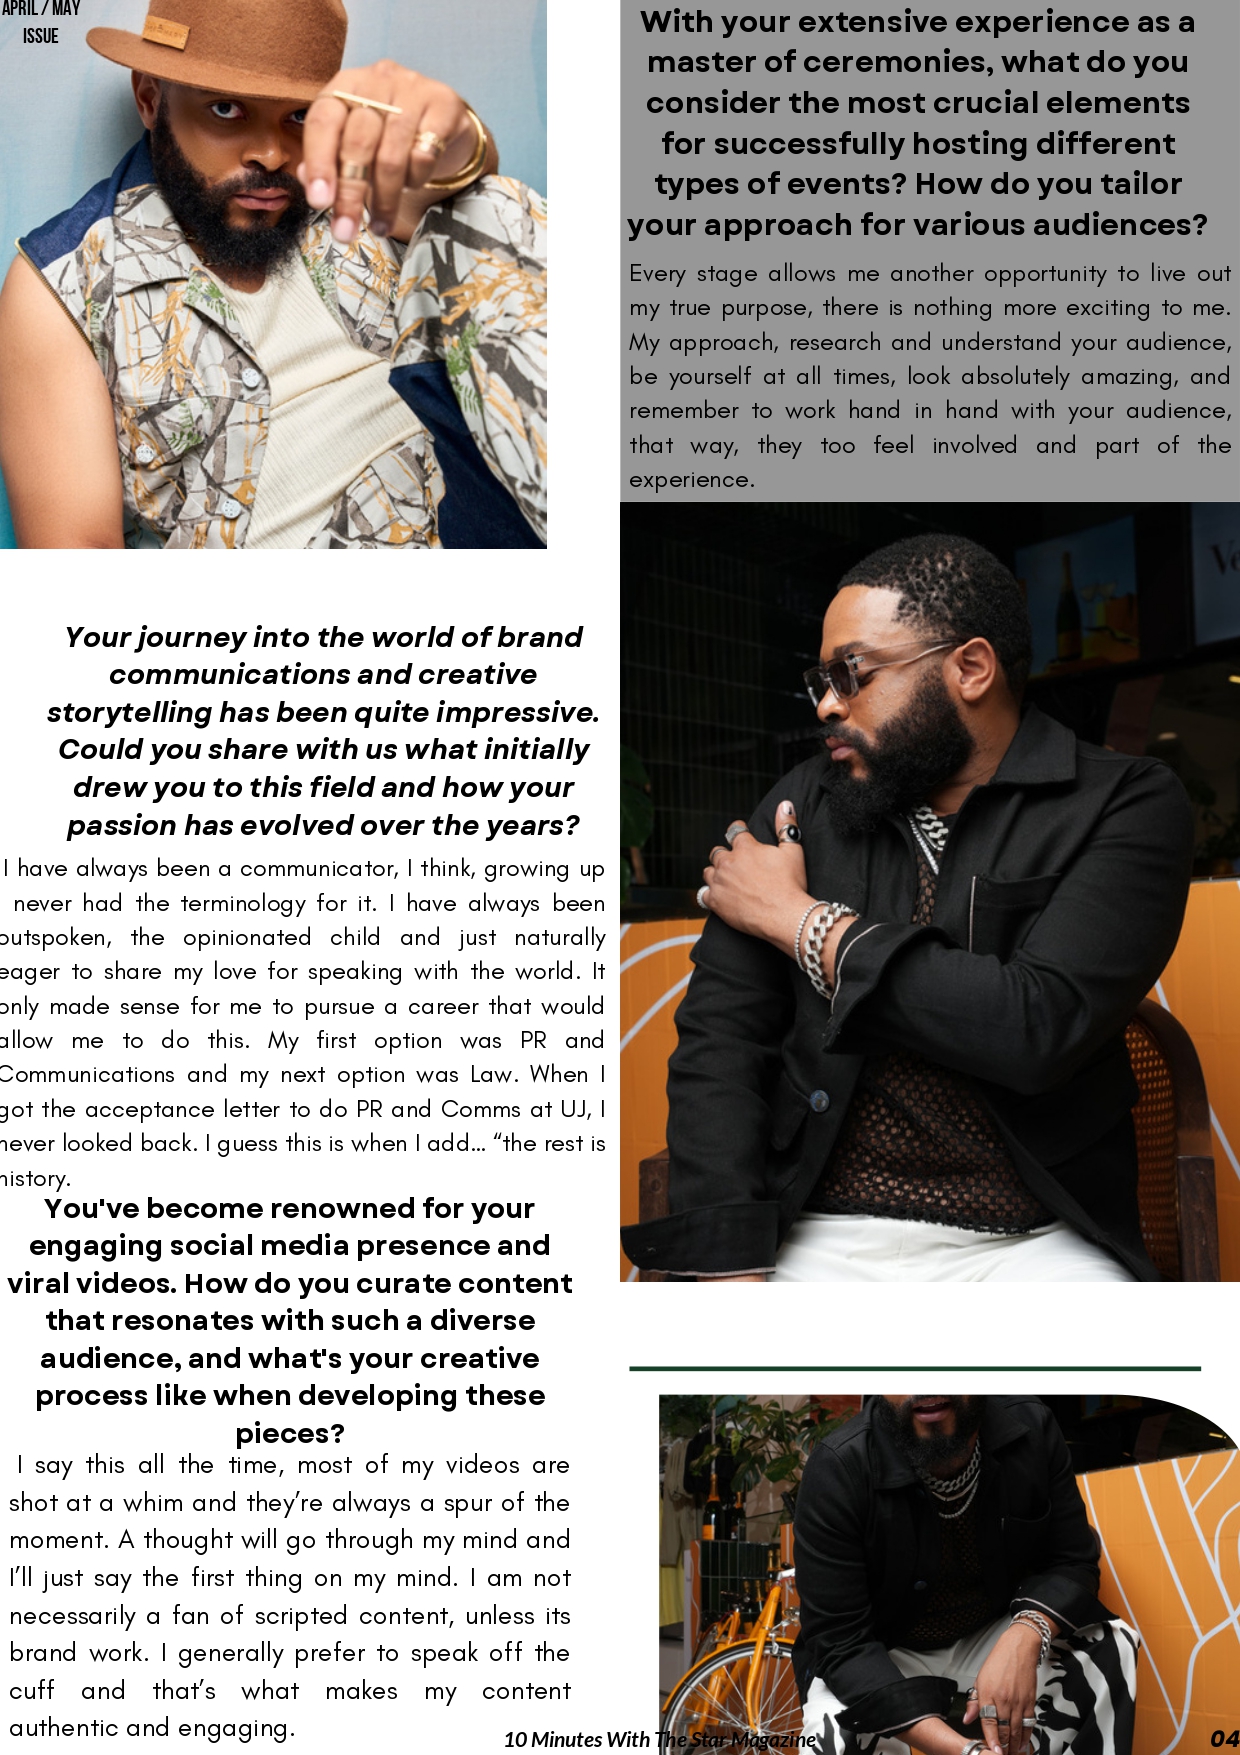 APRIL / MAY
ISSUE
Your journey into the world of brand
communications and creative
storytelling has been quite impressive.
Could you share with us what initially
drew you to this field and how your
passion has evolved over the years?
I have always been a communicator, I think, growing up
never had the terminology for it. I have always been
outspoken, the opinionated child and just naturally
eager to share my love for speaking with the world. It
only made sense for me to pursue a career that would
allow me to do this. My first option was PR and
Communications and my next option was Law. When I
got the acceptance letter to do PR and Comms at UJ, I
never looked back. I guess this is when I add... “the rest is
history.
You've become renowned for your
engaging social media presence and
viral videos. How do you curate content
that resonates with such a diverse
audience, and what's your creative
process like when developing these
pieces?
I say this all the time, most of my videos are
shot at a whim and they’re always a spur of the
moment. A thought will go through my mind and
I’ll just say the first thing on my mind. I am not
necessarily a fan of scripted content, unless its
brand work. I generally prefer to speak off the
cuff and that’s what makes my content
authentic and engaging.
With your extensive experience as a
master of ceremonies, what do you
consider the most crucial elements
for successfully hosting different
types of events? How do you tailor
your approach for various audiences?
Every stage allows me another opportunity to live out
my true purpose, there is nothing more exciting to me.
My approach, research and understand your audience,
be yourself at all times, look absolutely amazing, and
remember to work hand in hand with your audience,
that way, they too feel involved and part of the
experience.
10 Minutes With The Star Magazine
04